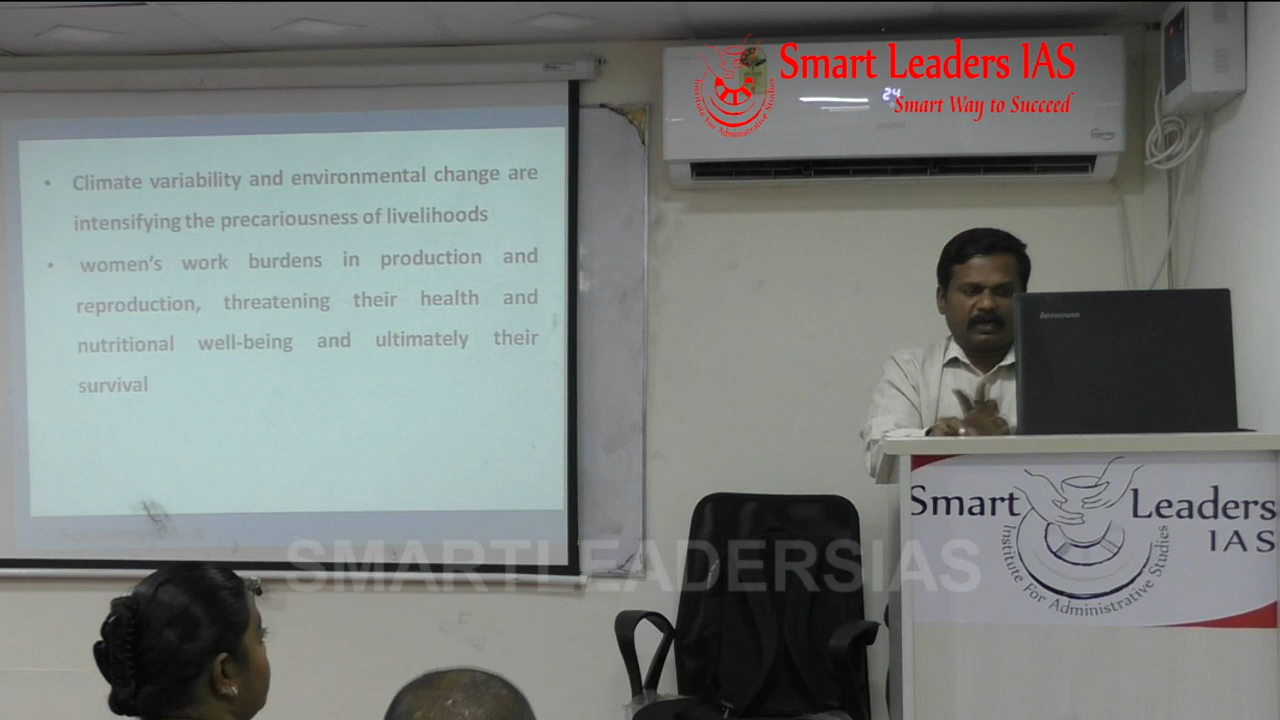 • Climate variability and environmental change are
intensifying the precariousness of livelihoods
• women's work burdens in production and
reproduction, threatening their health and
nutritional well-being and ultimately their
survival
Smart Leaders IAS
Smart Way to Succeed
Institute For Administrative Studies
24
lenovo
Smart Leaders
IAS
Institute For Administrative Studies
SMARTLEADERSIAS